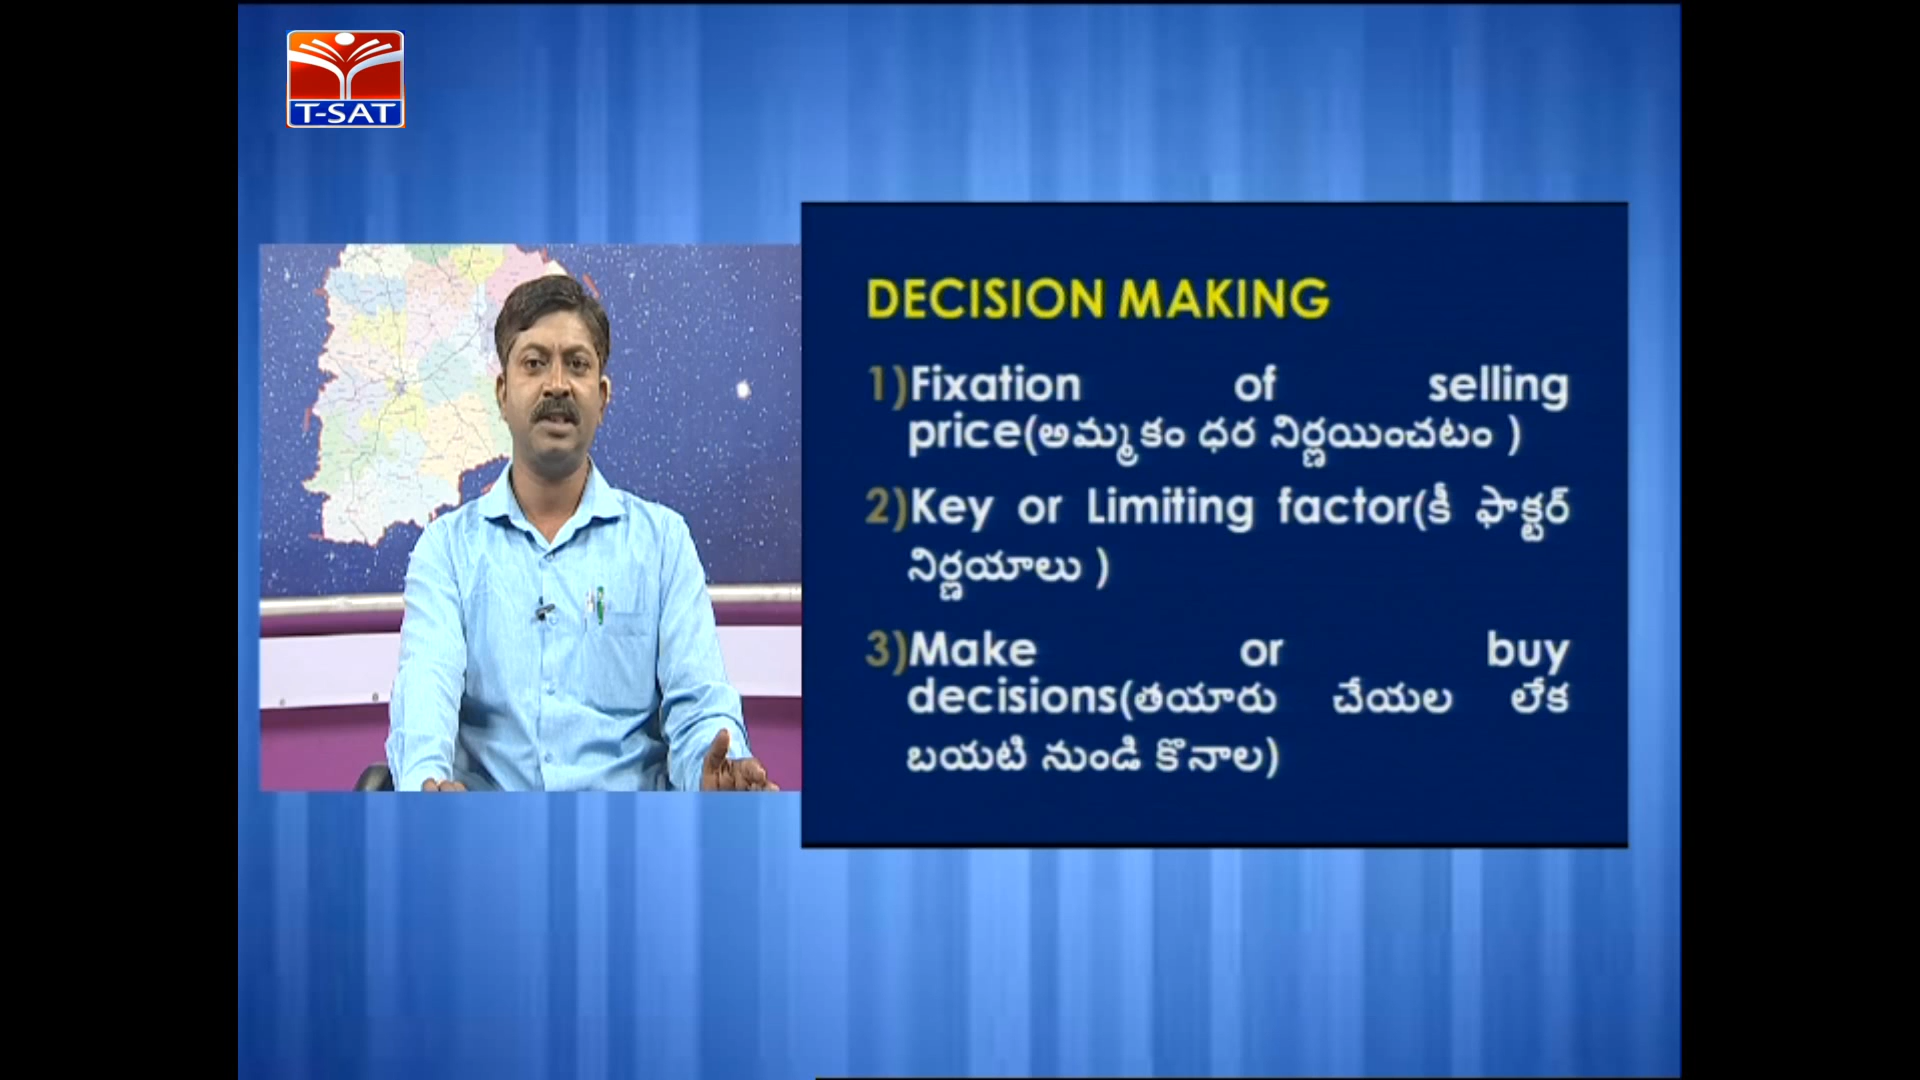 T-SAT
DECISION MAKING
1)Fixation of selling
price(అమ్మకం ధర నిర్ణయించటం )
2)Key or Limiting factor(కీ ఫాక్టర్
నిర్ణయాలు )
3)Make or buy
decisions(తయారు చేయల లేక
బయటి నుండి కొనాల)